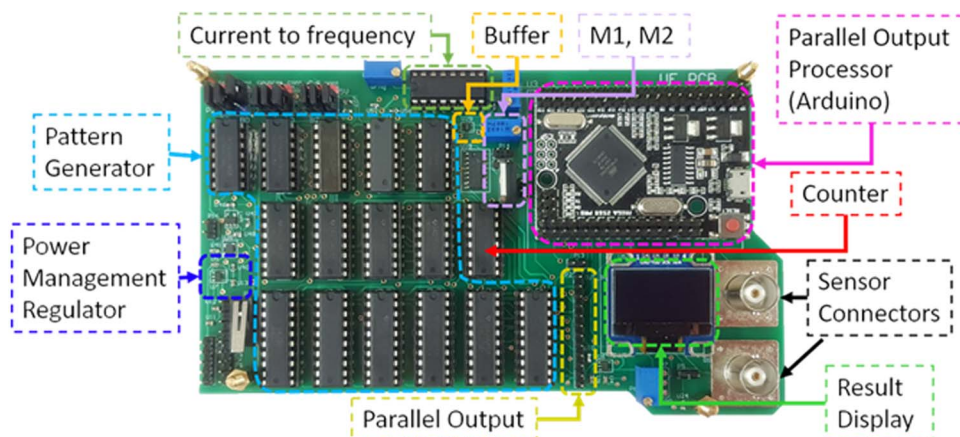 Current to frequency
Buffer
M1, M2
Parallel Output
Processor
(Arduino)
UF PCB
Pattern
Generator
Counter
Power
Management
Regulator
Sensor
Connectors
Parallel Output
Result
Display